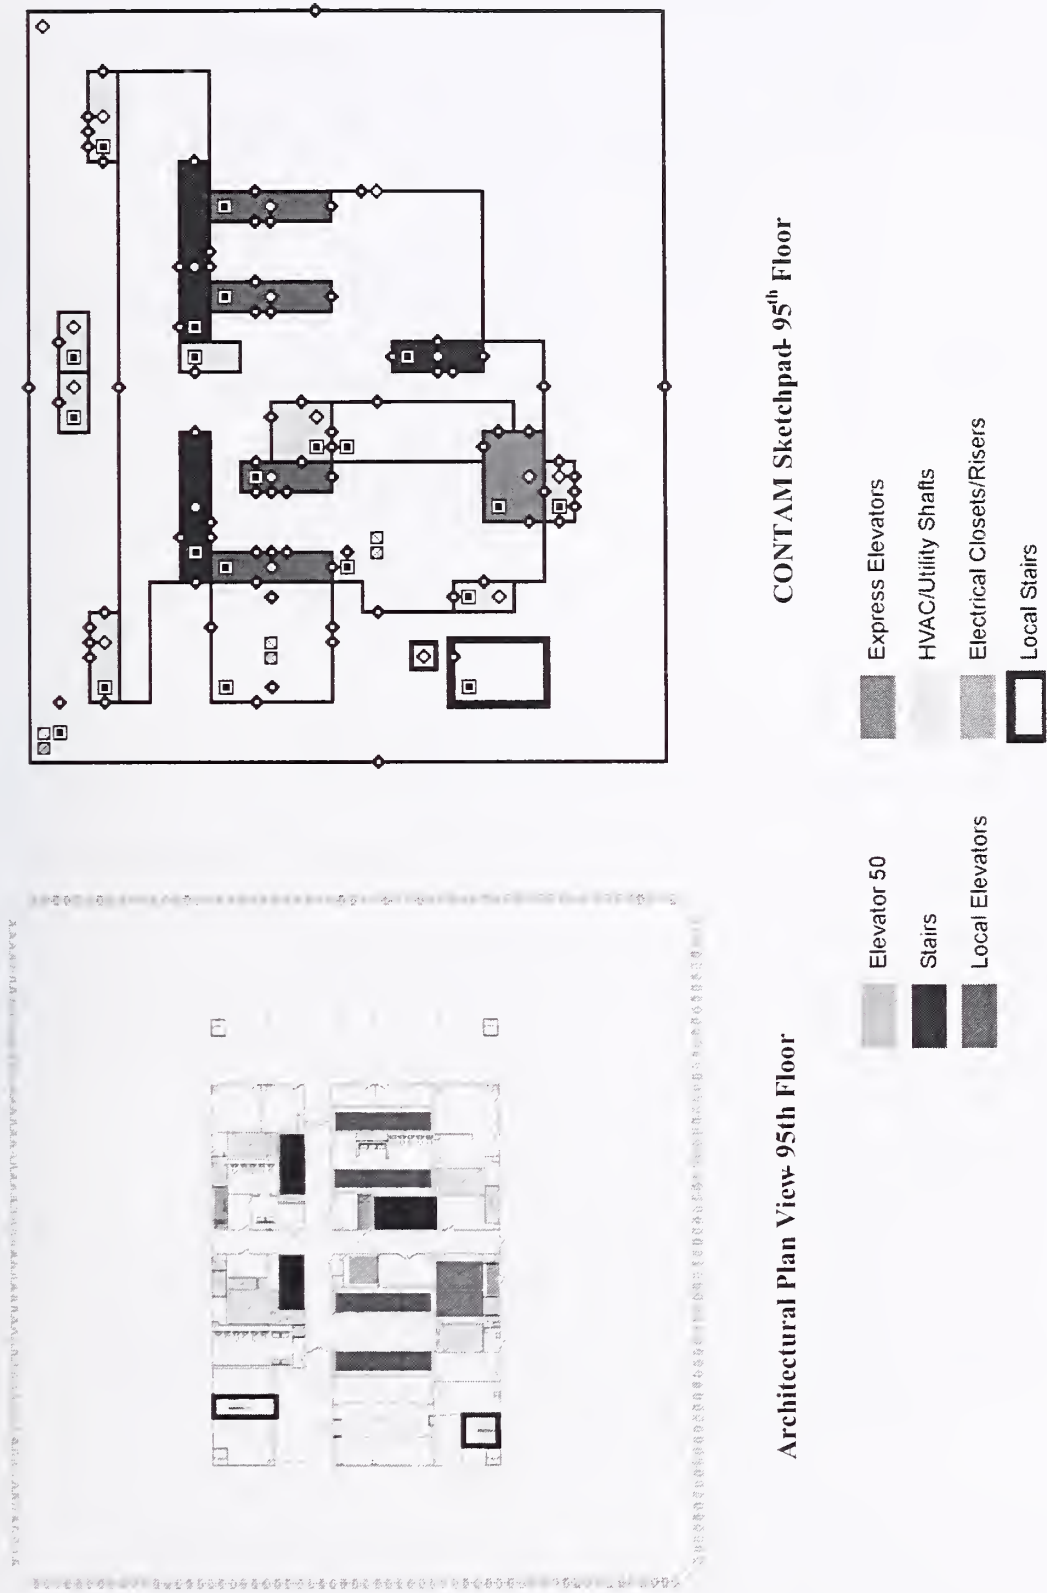 Architectural Plan View- 95th Floor
CONTAM Sketchpad- 95th Floor
Elevator 50
Stairs
Local Elevators
Express Elevators
HVAC/Utility Shafts
Electrical Closets/Risers
Local Stairs